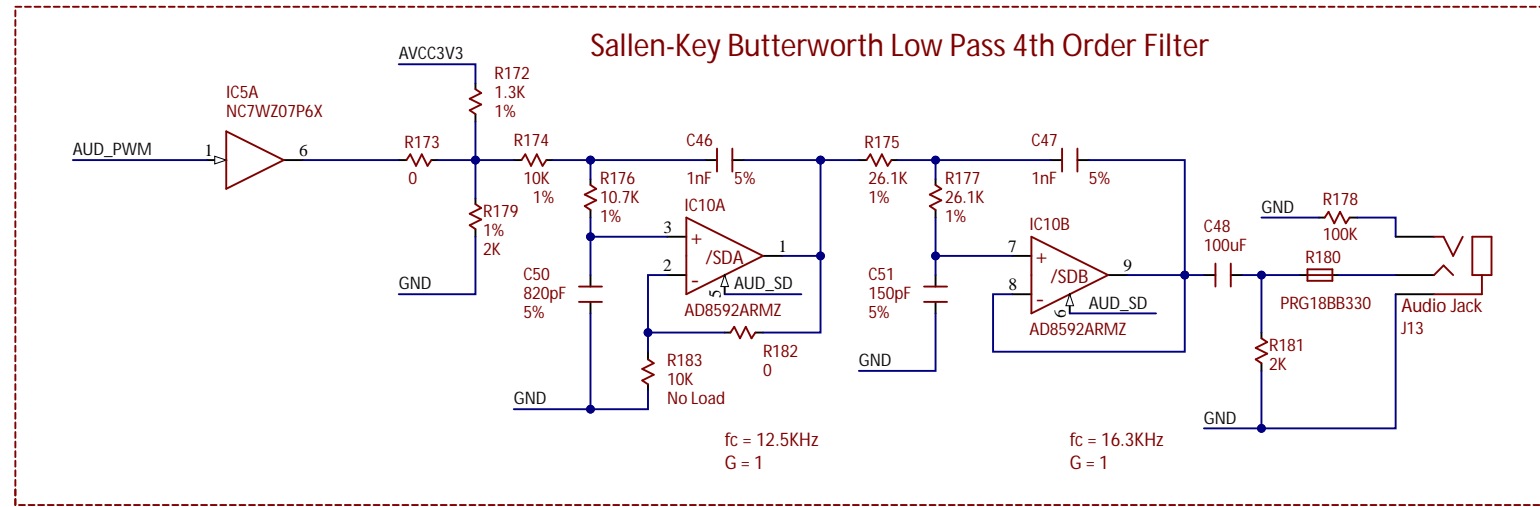 Sallen-Key Butterworth Low Pass 4th Order Filter
AVCC3V3
R172
1.3K
1%
IC5A
NC7WZ07P6X
AUD_PWM
1
6
R173
0
R174
10K
1%
R179
1%
2K
GND
R176
10.7K
1%
C46
1nF
5%
IC10A
3
+
/SDA
1
2
-
5
AUD_SD
AD8592ARMZ
C50
820pF
5%
R182
0
R183
10K
No Load
GND
R175
26.1K
1%
R177
26.1K
1%
C47
1nF
5%
IC10B
7
+
/SDB
9
8
-
6
AUD_SD
AD8592ARMZ
C51
150pF
5%
GND
C48
100uF
GND
R178
100K
R180
PRG18BB330
R181
2K
GND
Audio Jack
J13
fc = 12.5KHz
G = 1
fc = 16.3KHz
G = 1